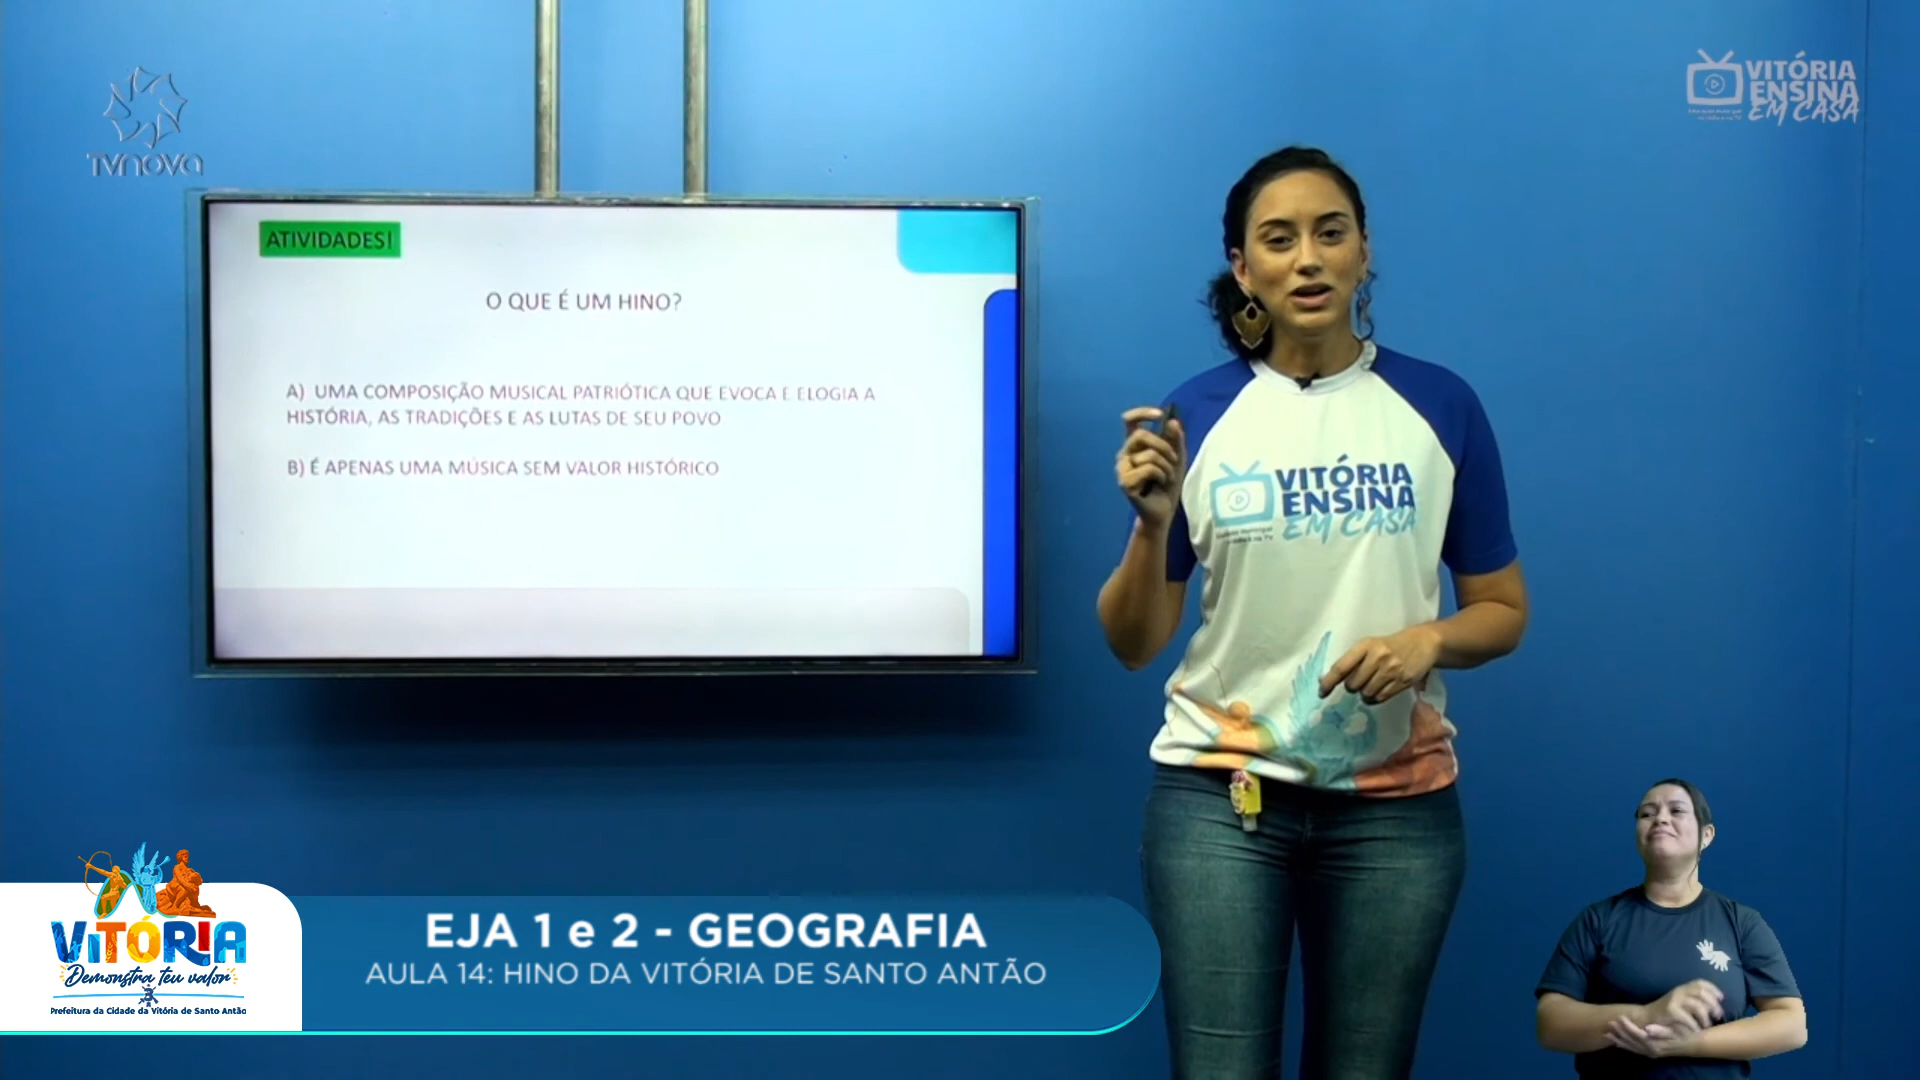 TVNOVA
VITÓRIA
ENSINA
EM CASA
ATIVIDADES!
O QUE É UM HINO?
A) UMA COMPOSIÇÃO MUSICAL PATRIÓTICA QUE EVOCA E ELOGIA A
HISTÓRIA, AS TRADIÇÕES E AS LUTAS DE SEU POVO
B) É APENAS UMA MÚSICA SEM VALOR HISTÓRICO
VITÓRIA
ENSINA
EM CASA
VITÓRIA
Demonstra teu valor
Prefeitura da Cidade da Vitória de Santo Antão
EJA 1 e 2 - GEOGRAFIA
AULA 14: HINO DA VITÓRIA DE SANTO ANTÃO